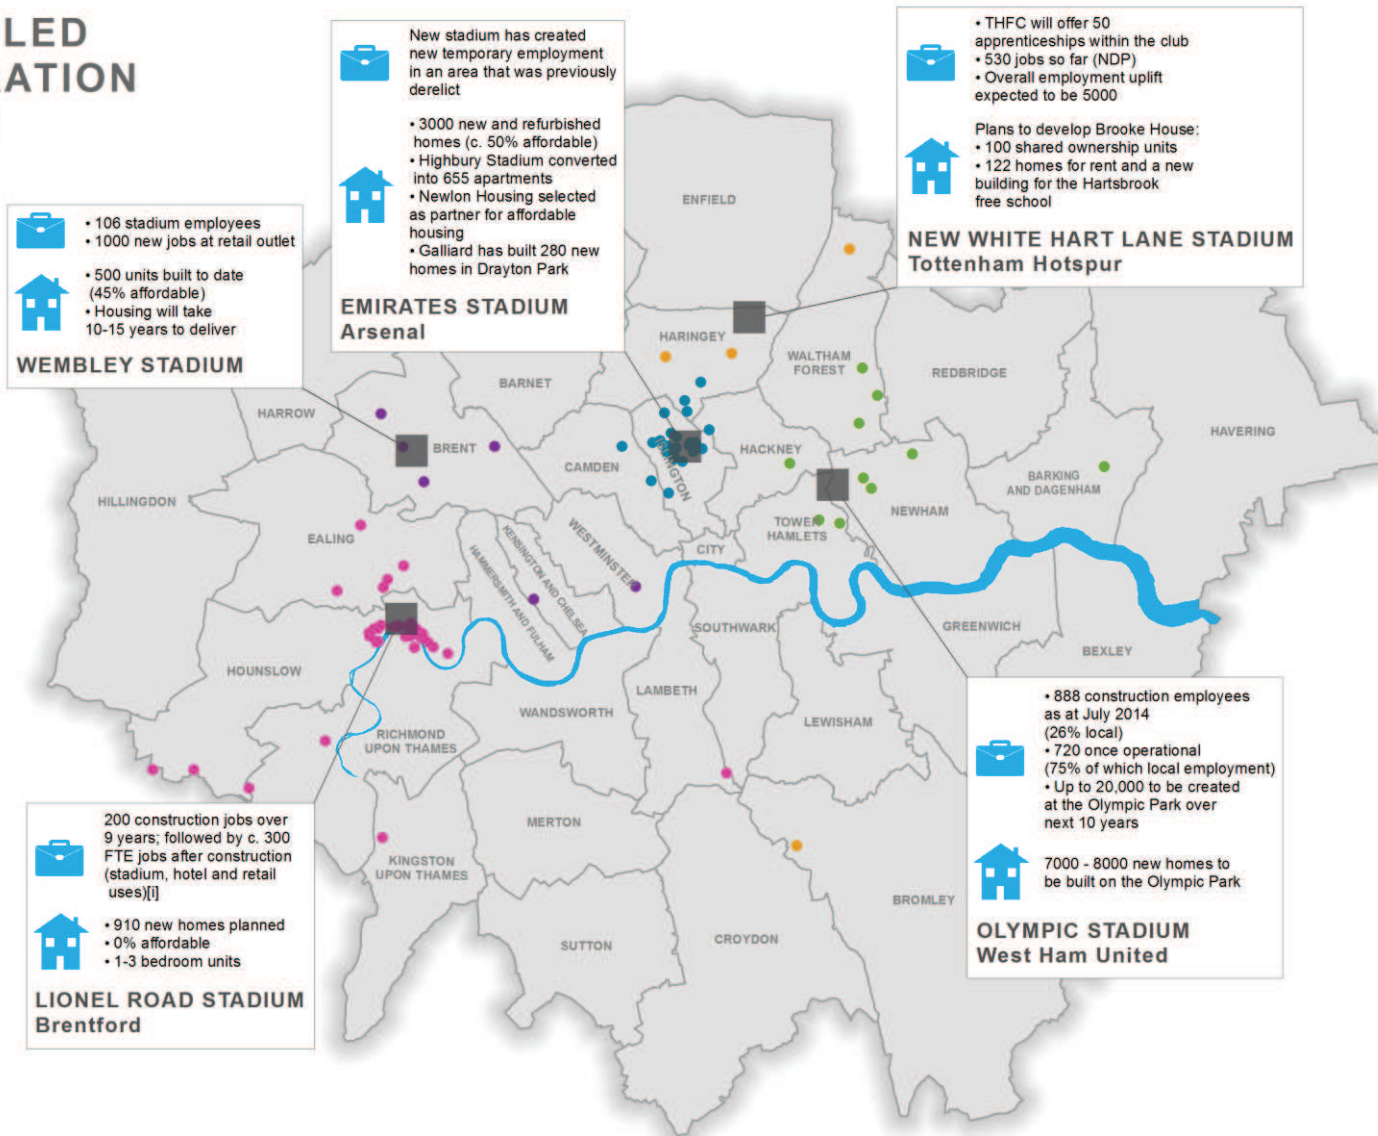 LED
RATION
New stadium has created
new temporary employment
in an area that was previously
derelict
• 3000 new and refurbished
homes (c. 50% affordable)
• Highbury Stadium converted
into 655 apartments
• Newlon Housing selected
as partner for affordable
housing
• Galliard has built 280 new
homes in Drayton Park
EMIRATES STADIUM
Arsenal
• THFC will offer 50
apprenticeships within the club
• 530 jobs so far (NDP)
• Overall employment uplift
expected to be 5000
Plans to develop Brooke House:
• 100 shared ownership units
• 122 homes for rent and a new
building for the Hartsbrook
free school
NEW WHITE HART LANE STADIUM
Tottenham Hotspur
• 106 stadium employees
• 1000 new jobs at retail outlet
• 500 units built to date
(45% affordable)
• Housing will take
10-15 years to deliver
WEMBLEY STADIUM
ENFIELD
HARINGEY
WALTHAM
FOREST
REDBRIDGE
BARNET
HARROW
BRENT
CAMDEN
ISLINGTON
HACKNEY
HAVERING
BARKING
AND DAGENHAM
HILLINGDON
NEWHAM
EALING
WESTMINSTER
KENSINGTON AND CHELSEA
HAMMERSMITH AND FULHAM
CITY
TOWER
HAMLETS
SOUTHWARK
GREENWICH
BEXLEY
HOUNSLOW
LAMBETH
WANDSWORTH
LEWISHAM
RICHMOND
UPON THAMES
MERTON
KINGSTON
UPON THAMES
BROMLEY
SUTTON
CROYDON
• 888 construction employees
as at July 2014
(26% local)
• 720 once operational
(75% of which local employment)
• Up to 20,000 to be created
at the Olympic Park over
next 10 years
7000 - 8000 new homes to
be built on the Olympic Park
OLYMPIC STADIUM
West Ham United
200 construction jobs over
9 years; followed by c. 300
FTE jobs after construction
(stadium, hotel and retail
uses)[i]
• 910 new homes planned
• 0% affordable
• 1-3 bedroom units
LIONEL ROAD STADIUM
Brentford